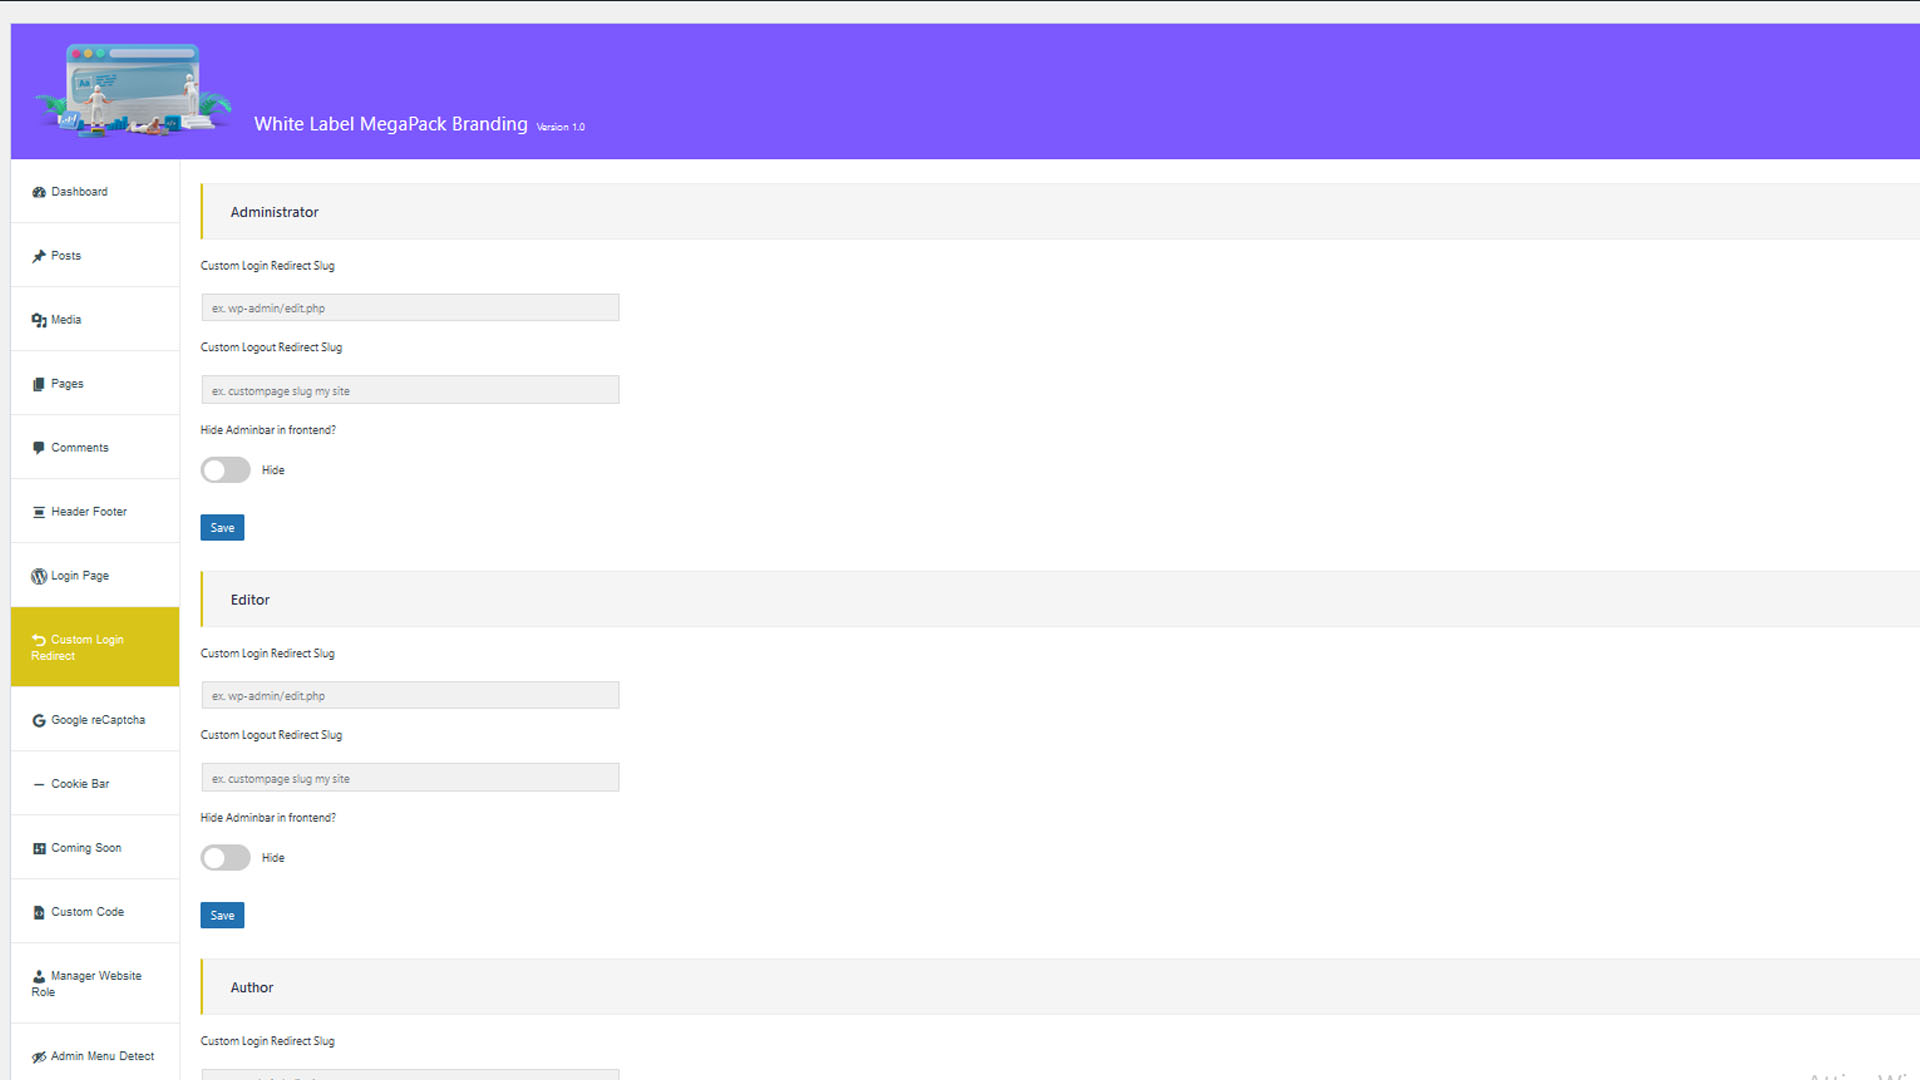 Aa
White Label MegaPack Branding Version 1.0
Dashboard
Posts
Media
Pages
Comments
Header Footer
Login Page
Custom Login
Redirect
Google reCaptcha
Cookie Bar
Coming Soon
Custom Code
Manager Website
Role
Admin Menu Detect
Administrator
Custom Login Redirect Slug
ex. wp-admin/edit.php
Custom Logout Redirect Slug
ex. custompage slug my site
Hide Adminbar in frontend?
Hide
Save
Editor
Custom Login Redirect Slug
ex. wp-admin/edit.php
Custom Logout Redirect Slug
ex. custompage slug my site
Hide Adminbar in frontend?
Hide
Save
Author
Custom Login Redirect Slug